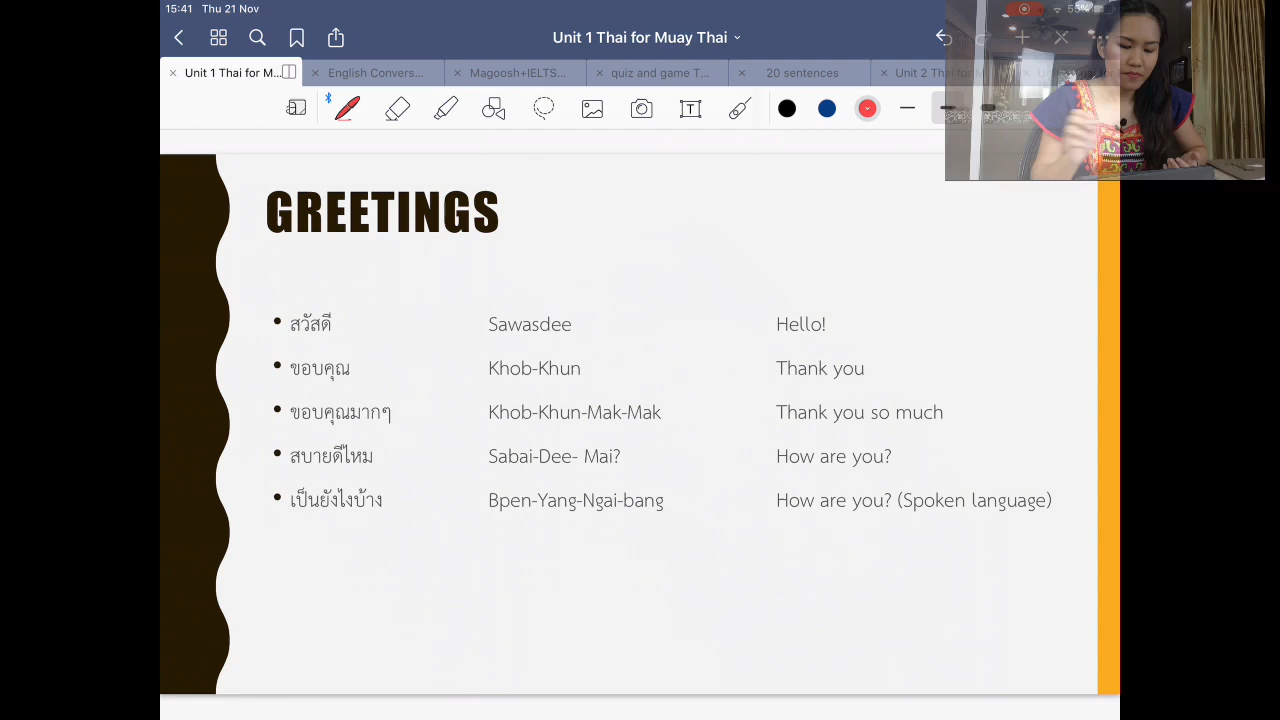 15:41 Thu 21 Nov 55%
Unit 1 Thai for Muay Thai
Unit 1 Thai for M... English Convers... Magoosh+IELTS... quiz and game T... 20 sentences Unit 2 Thai for M
T
GREETINGS
• สวัสดี Sawasdee Hello!
• ขอบคุณ Khob-Khun Thank you
• ขอบคุณมากๆ Khob-Khun-Mak-Mak Thank you so much
• สบายดีไหม Sabai-Dee- Mai? How are you?
• เป็นยังไงบ้าง Bpen-Yang-Ngai-bang How are you? (Spoken language)